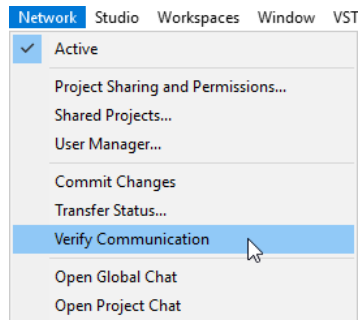 Network Studio Workspaces Window VST
Active
Project Sharing and Permissions...
Shared Projects...
User Manager...
Commit Changes
Transfer Status...
Verify Communication
Open Global Chat
Open Project Chat